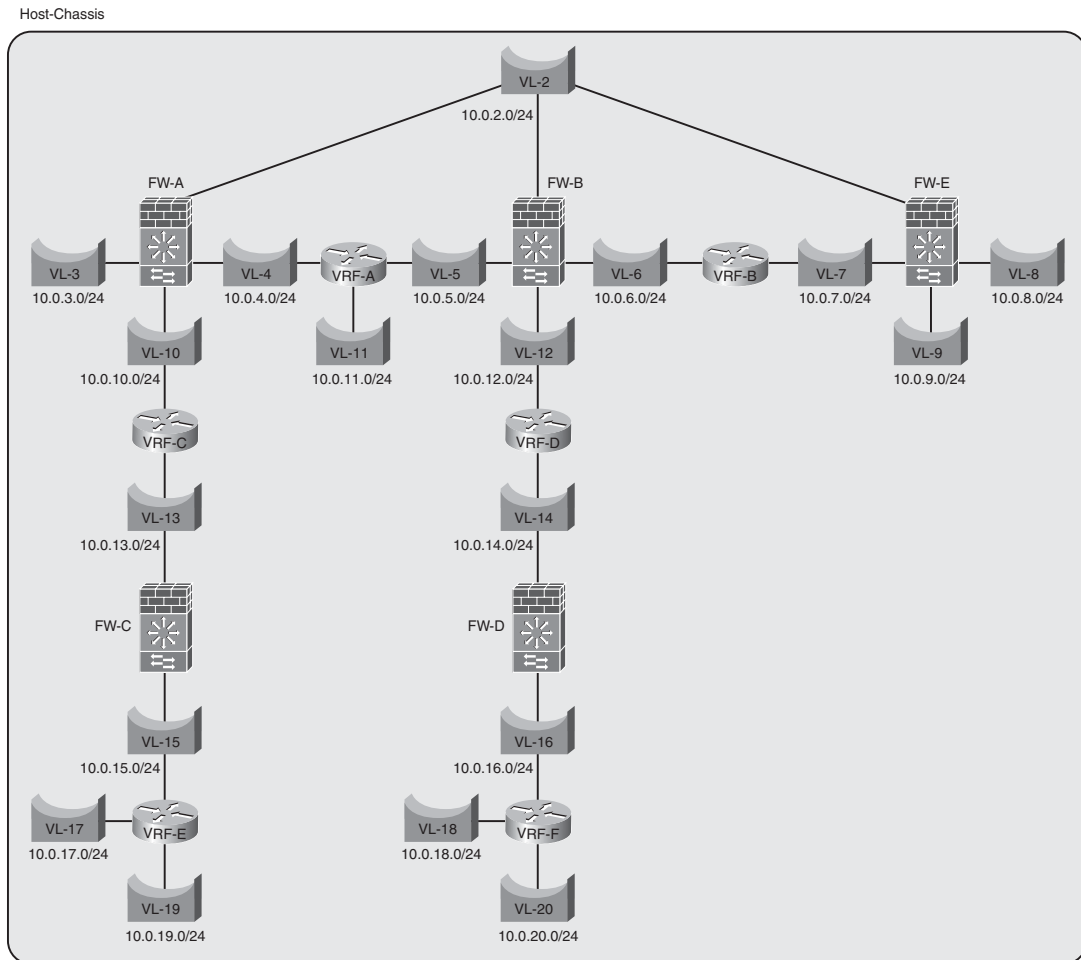 Host-Chassis
VL-2
10.0.2.0/24
FW-A
FW-B
FW-E
VL-3
VL-4
VRF-A
VL-5
VL-6
VRF-B
VL-7
VL-8
10.0.3.0/24
10.0.4.0/24
10.0.5.0/24
10.0.6.0/24
10.0.7.0/24
10.0.8.0/24
VL-10
VL-11
VL-12
VL-9
10.0.10.0/24
10.0.11.0/24
10.0.12.0/24
10.0.9.0/24
VRF-C
VRF-D
VL-13
VL-14
10.0.13.0/24
10.0.14.0/24
FW-C
FW-D
VL-15
VL-16
10.0.15.0/24
10.0.16.0/24
VL-17
VRF-E
VL-18
VRF-F
10.0.17.0/24
10.0.18.0/24
VL-19
VL-20
10.0.19.0/24
10.0.20.0/24